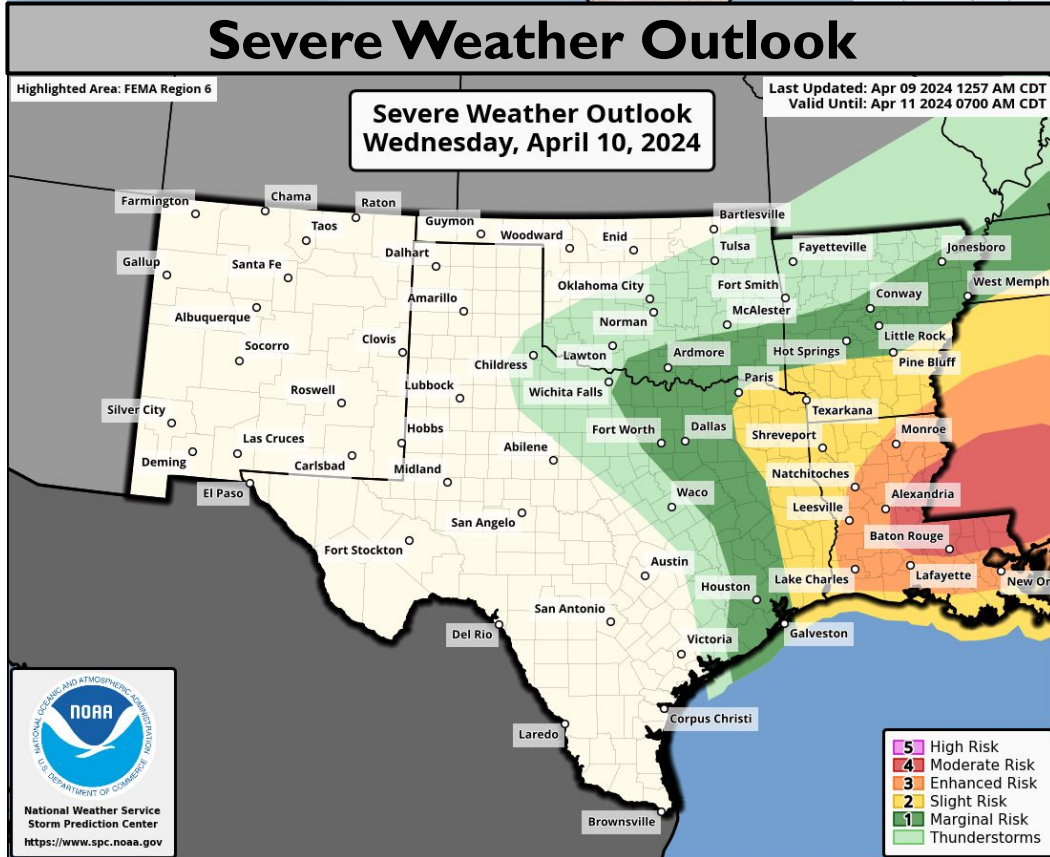 Severe Weather Outlook
Highlighted Area: FEMA Region 6
Last Updated: Apr 09 2024 1257 AM CDT
Valid Until: Apr 11 2024 0700 AM CDT
Severe Weather Outlook
Wednesday, April 10, 2024
Farmington
Chama
Raton
Taos
Guymon
Woodward
Enid
Bartlesville
Tulsa
Fayetteville
Jonesboro
Gallup
Santa Fe
Dalhart
Oklahoma City
Fort Smith
West Memph
Albuquerque
Amarillo
Norman
McAlester
Conway
Socorro
Clovis
Childress
Lawton
Ardmore
Hot Springs
Little Rock
Pine Bluff
Roswell
Lubbock
Wichita Falls
Paris
Texarkana
Silver City
Las Cruces
Hobbs
Abilene
Fort Worth
Dallas
Shreveport
Monroe
Deming
Carlsbad
Midland
Natchitoches
El Paso
San Angelo
Waco
Leesville
Alexandria
Fort Stockton
Baton Rouge
Austin
Houston
Lake Charles
Lafayette
New Or
San Antonio
Del Rio
Victoria
Galveston
Laredo
Corpus Christi
Brownsville
NATIONAL OCEANIC AND ATMOSPHERIC ADMINISTRATION
NOAA
U.S. DEPARTMENT OF COMMERCE
National Weather Service
Storm Prediction Center
https://www.spc.noaa.gov
5 High Risk
4 Moderate Risk
3 Enhanced Risk
2 Slight Risk
1 Marginal Risk
Thunderstorms